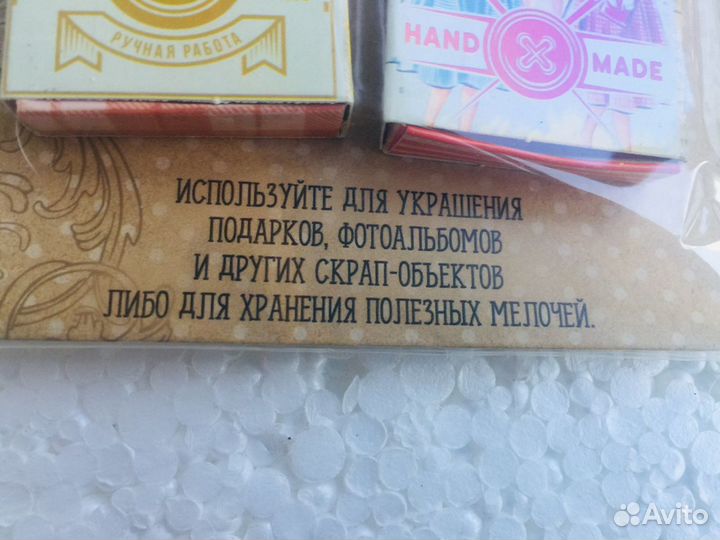 РУЧНАЯ РАБОТА
HAND MADE
ИСПОЛЬЗУЙТЕ ДЛЯ УКРАШЕНИЯ
ПОДАРКОВ, ФОТОАЛЬБОМОВ
И ДРУГИХ СКРАП-ОБЪЕКТОВ
ЛИБО ДЛЯ ХРАНЕНИЯ ПОЛЕЗНЫХ МЕЛОЧЕЙ.
Avito